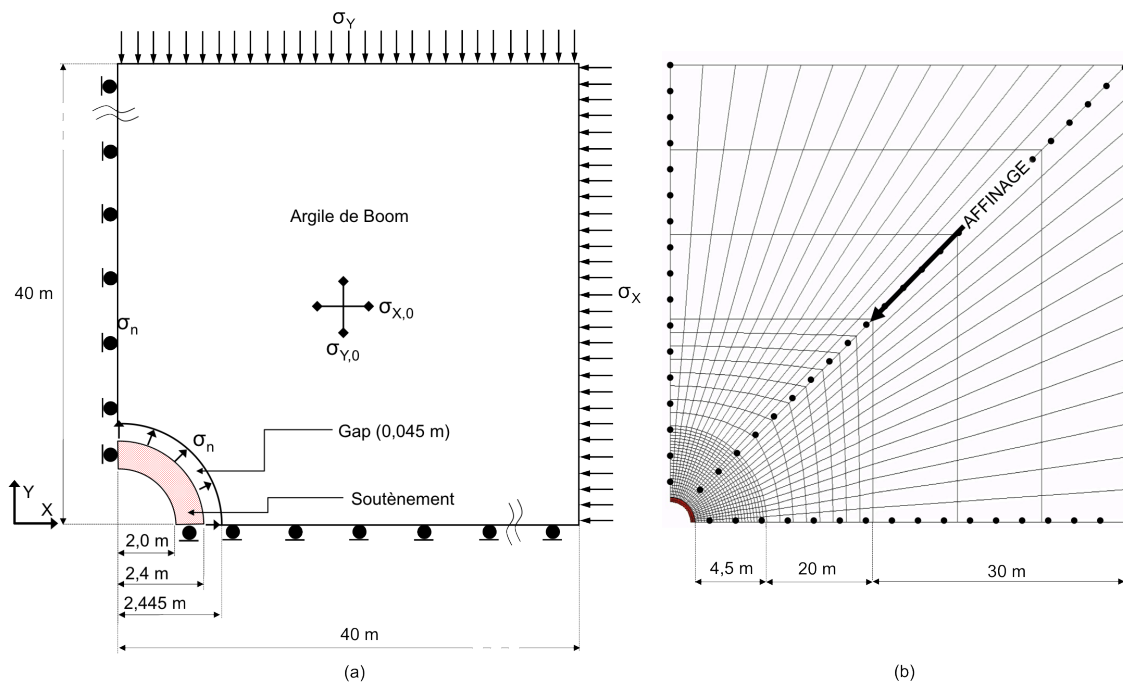 σY
40 m
Argile de Boom
σX
σX,0
σY,0
σn
σn
Gap (0,045 m)
Soutènement
Y
X
2,0 m
2,4 m
2,445 m
40 m
(a)
AFFINAGE
4,5 m
20 m
30 m
(b)